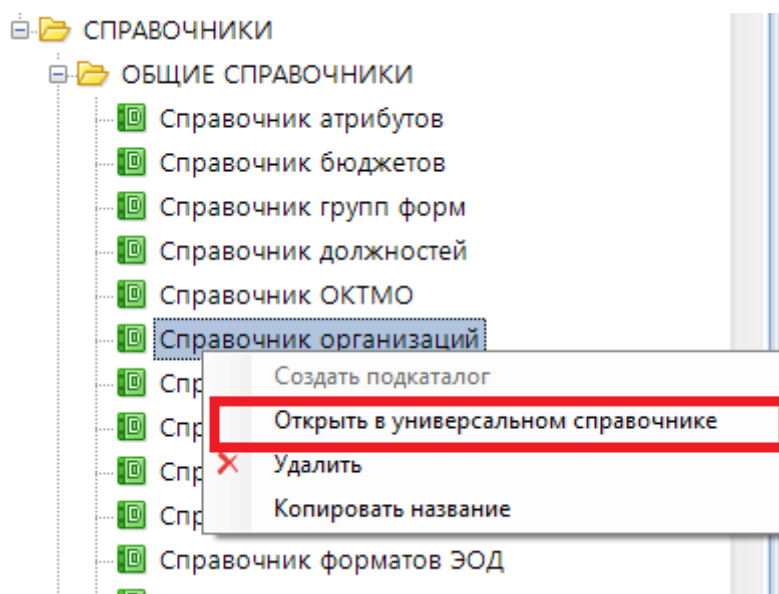 СПРАВОЧНИКИ
ОБЩИЕ СПРАВОЧНИКИ
Справочник атрибутов
Справочник бюджетов
Справочник групп форм
Справочник должностей
Справочник ОКТМО
Справочник организаций
Создать подкаталог
Открыть в универсальном справочнике
Удалить
Копировать название
Справочник форматов ЭОД